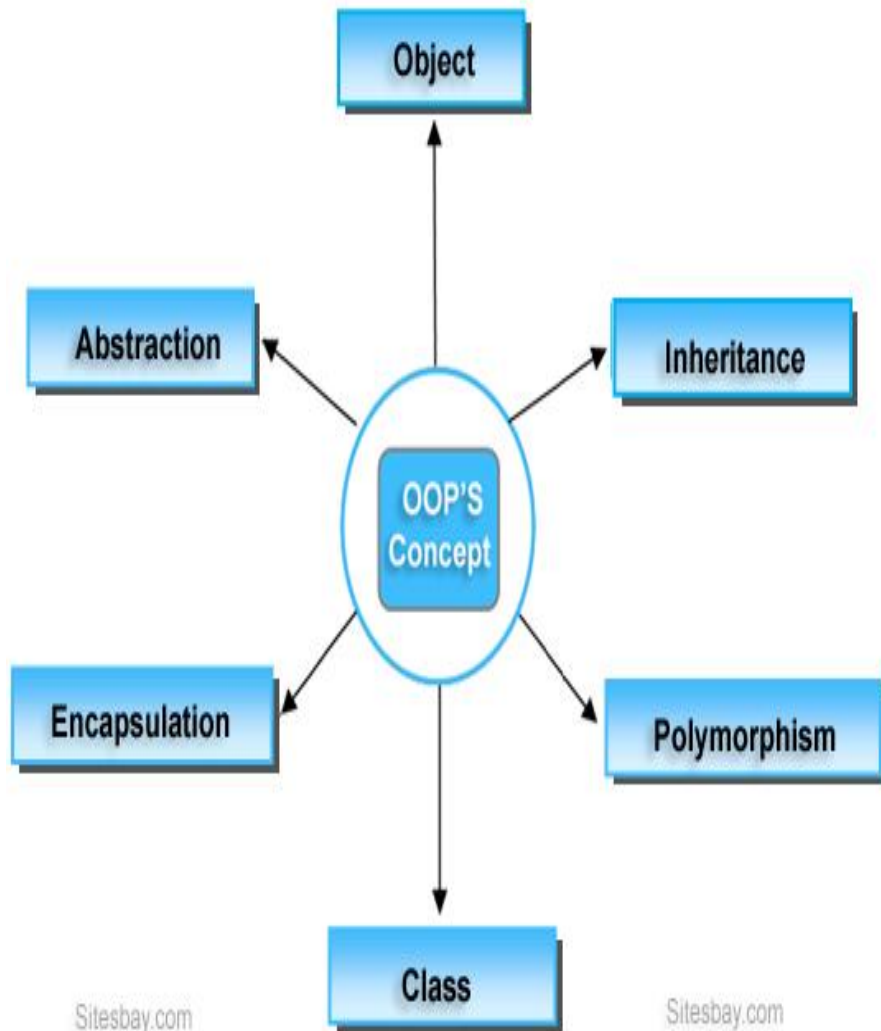 Object
Abstraction
Inheritance
OOP'S
Concept
Encapsulation
Polymorphism
Class
Sitesbay.com
Sitesbay.com